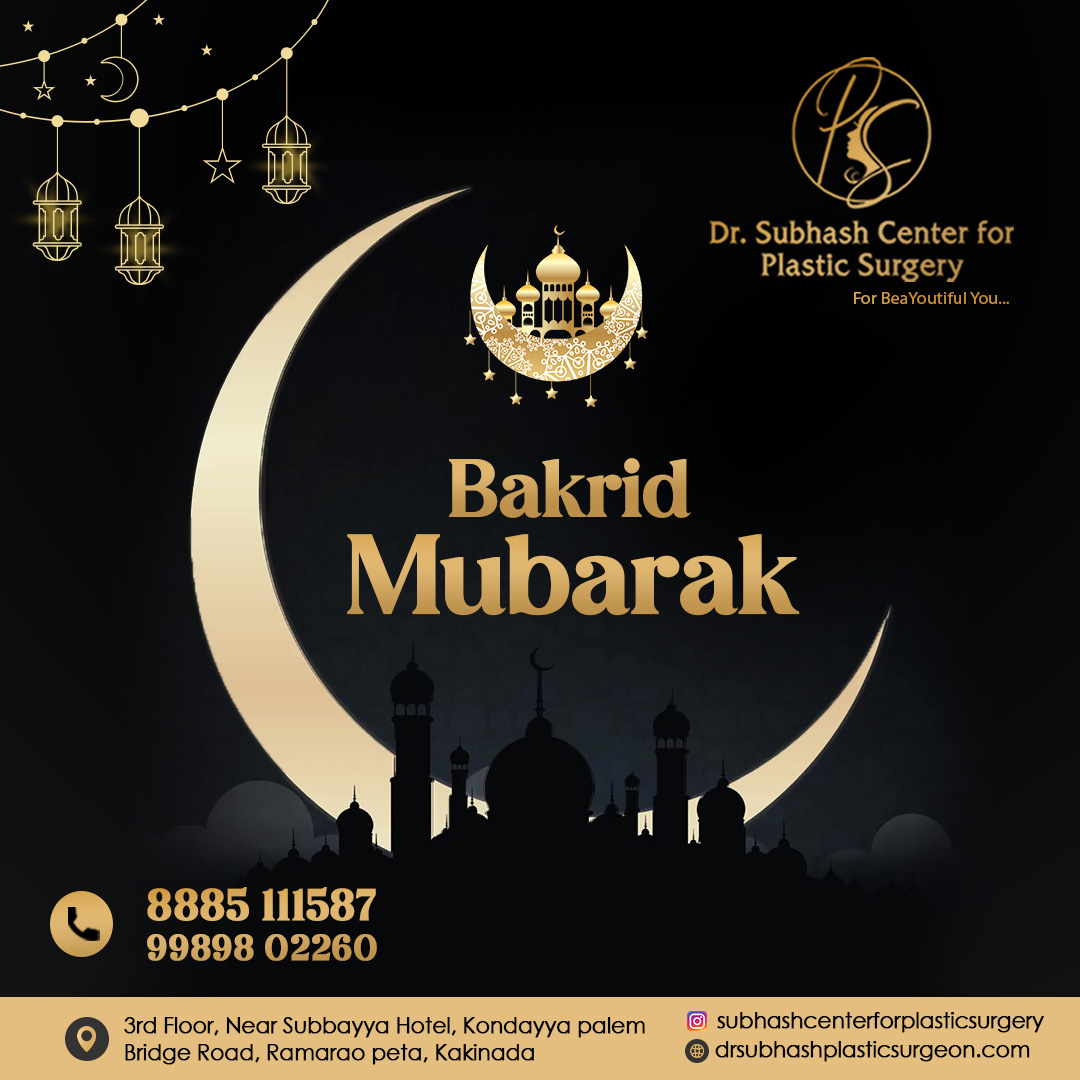 PS
Dr. Subhash Center for
Plastic Surgery
For BeaYoutiful You...
Bakrid
Mubarak
8885 111587
99898 02260
3rd Floor, Near Subbayya Hotel, Kondayya palem
Bridge Road, Ramarao peta, Kakinada
subhashcenterforplasticsurgery
drsubhashplasticsurgeon.com